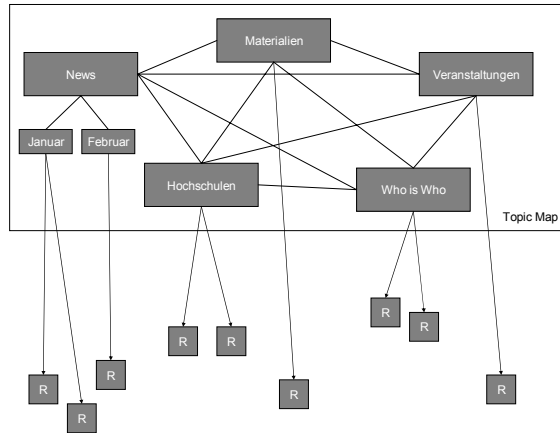 Materialien
News
Veranstaltungen
Januar
Februar
Hochschulen
Who is Who
Topic Map
R
R
R
R
R
R
R
R
R